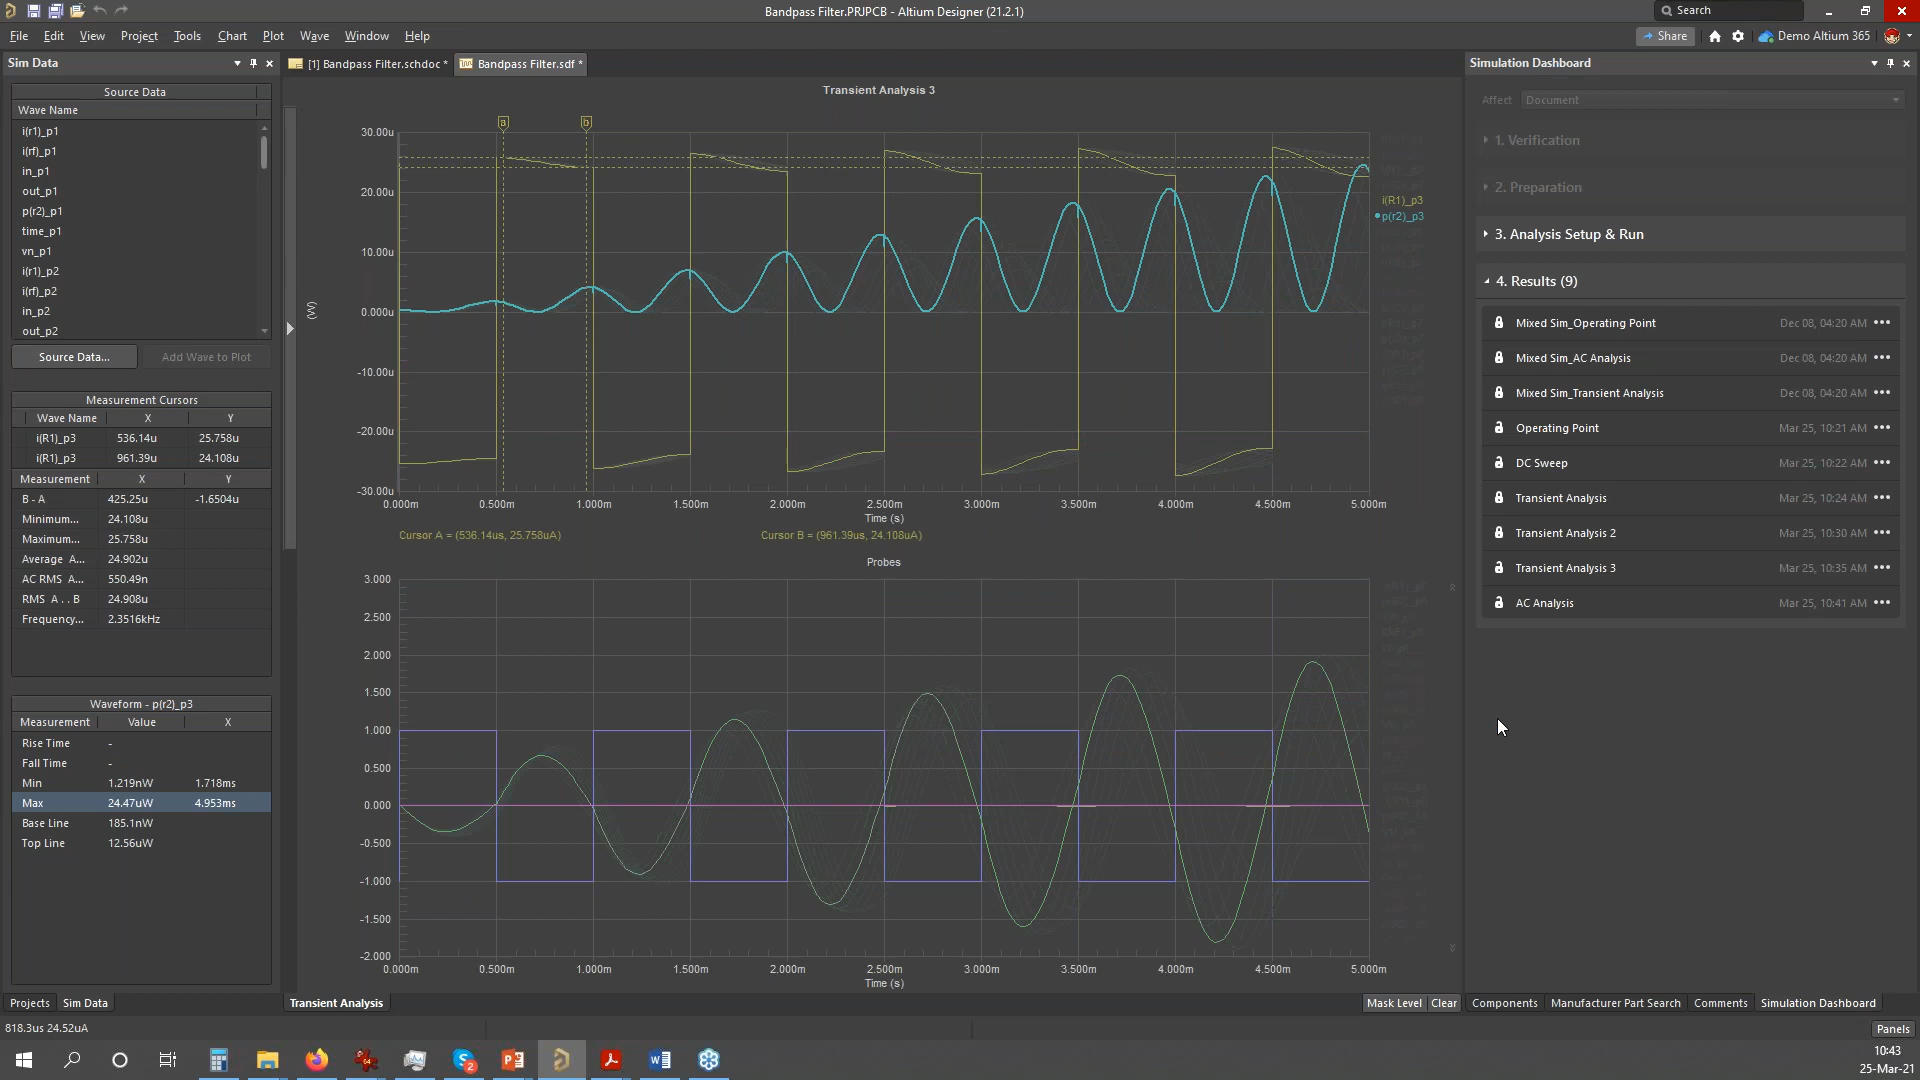 Bandpass Filter.PRJPCB - Altium Designer (21.2.1)
Search
File Edit View Project Tools Chart Plot Wave Window Help
Share
Demo Altium 365
Sim Data
[1] Bandpass Filter.schdoc *
Bandpass Filter.sdf *
Simulation Dashboard
Source Data
Wave Name
i(r1)_p1
i(rf)_p1
in_p1
out_p1
p(r2)_p1
time_p1
vn_p1
i(r1)_p2
i(rf)_p2
in_p2
out_p2
Source Data...
Add Wave to Plot
Measurement Cursors
Wave Name X Y
i(R1)_p3 536.14u 25.758u
i(R1)_p3 961.39u 24.108u
Measurement X Y
B - A 425.25u -1.6504u
Minimum... 24.108u
Maximum... 25.758u
Average A... 24.902u
AC RMS A... 550.49n
RMS A . . B 24.908u
Frequency... 2.3516kHz
Waveform - p(r2)_p3
Measurement Value X
Rise Time -
Fall Time -
Min 1.219nW 1.718ms
Max 24.47uW 4.953ms
Base Line 185.1nW
Top Line 12.56uW
Projects
Sim Data
Transient Analysis 3
a
b
30.00u
20.00u
10.00u
0.000u
-10.00u
-20.00u
-30.00u
(W)
i(R1)_p3
p(r2)_p3
0.000m 0.500m 1.000m 1.500m 2.000m 2.500m 3.000m 3.500m 4.000m 4.500m 5.000m
Time (s)
Cursor A = (536.14us, 25.758uA)
Cursor B = (961.39us, 24.108uA)
Probes
3.000
2.500
2.000
1.500
1.000
0.500
0.000
-0.500
-1.000
-1.500
-2.000
0.000m 0.500m 1.000m 1.500m 2.000m 2.500m 3.000m 3.500m 4.000m 4.500m 5.000m
Time (s)
Transient Analysis
Mask Level
Clear
Affect
Document
1. Verification
2. Preparation
3. Analysis Setup & Run
4. Results (9)
Mixed Sim_Operating Point Dec 08, 04:20 AM
Mixed Sim_AC Analysis Dec 08, 04:20 AM
Mixed Sim_Transient Analysis Dec 08, 04:20 AM
Operating Point Mar 25, 10:21 AM
DC Sweep Mar 25, 10:22 AM
Transient Analysis Mar 25, 10:24 AM
Transient Analysis 2 Mar 25, 10:30 AM
Transient Analysis 3 Mar 25, 10:35 AM
AC Analysis Mar 25, 10:41 AM
Components
Manufacturer Part Search
Comments
Simulation Dashboard
818.3us 24.52uA
Panels
64
2
10:43
25-Mar-21